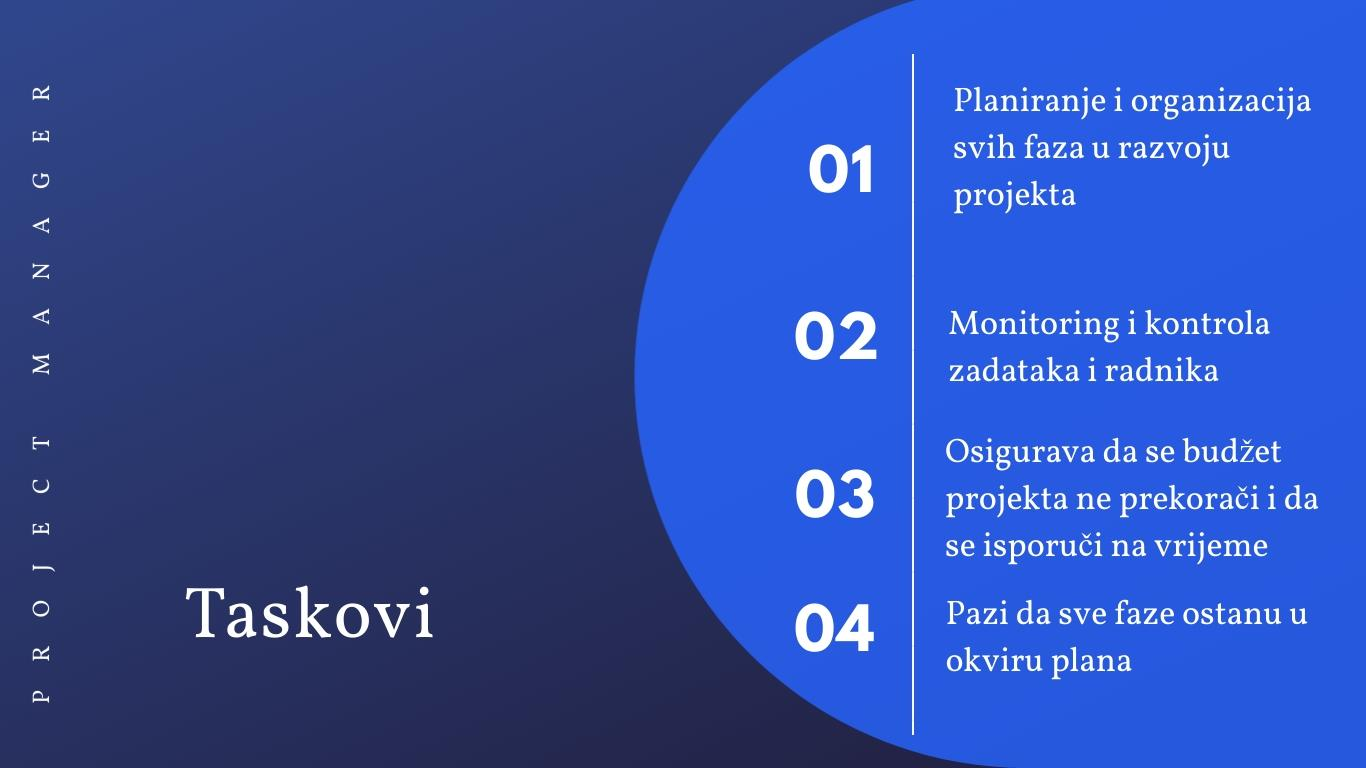 PROJECT MANAGER
Taskovi
01
Planiranje i organizacija
svih faza u razvoju
projekta
02
Monitoring i kontrola
zadataka i radnika
03
Osigurava da se budžet
projekta ne prekorači i da
se isporuči na vrijeme
04
Pazi da sve faze ostanu u
okviru plana